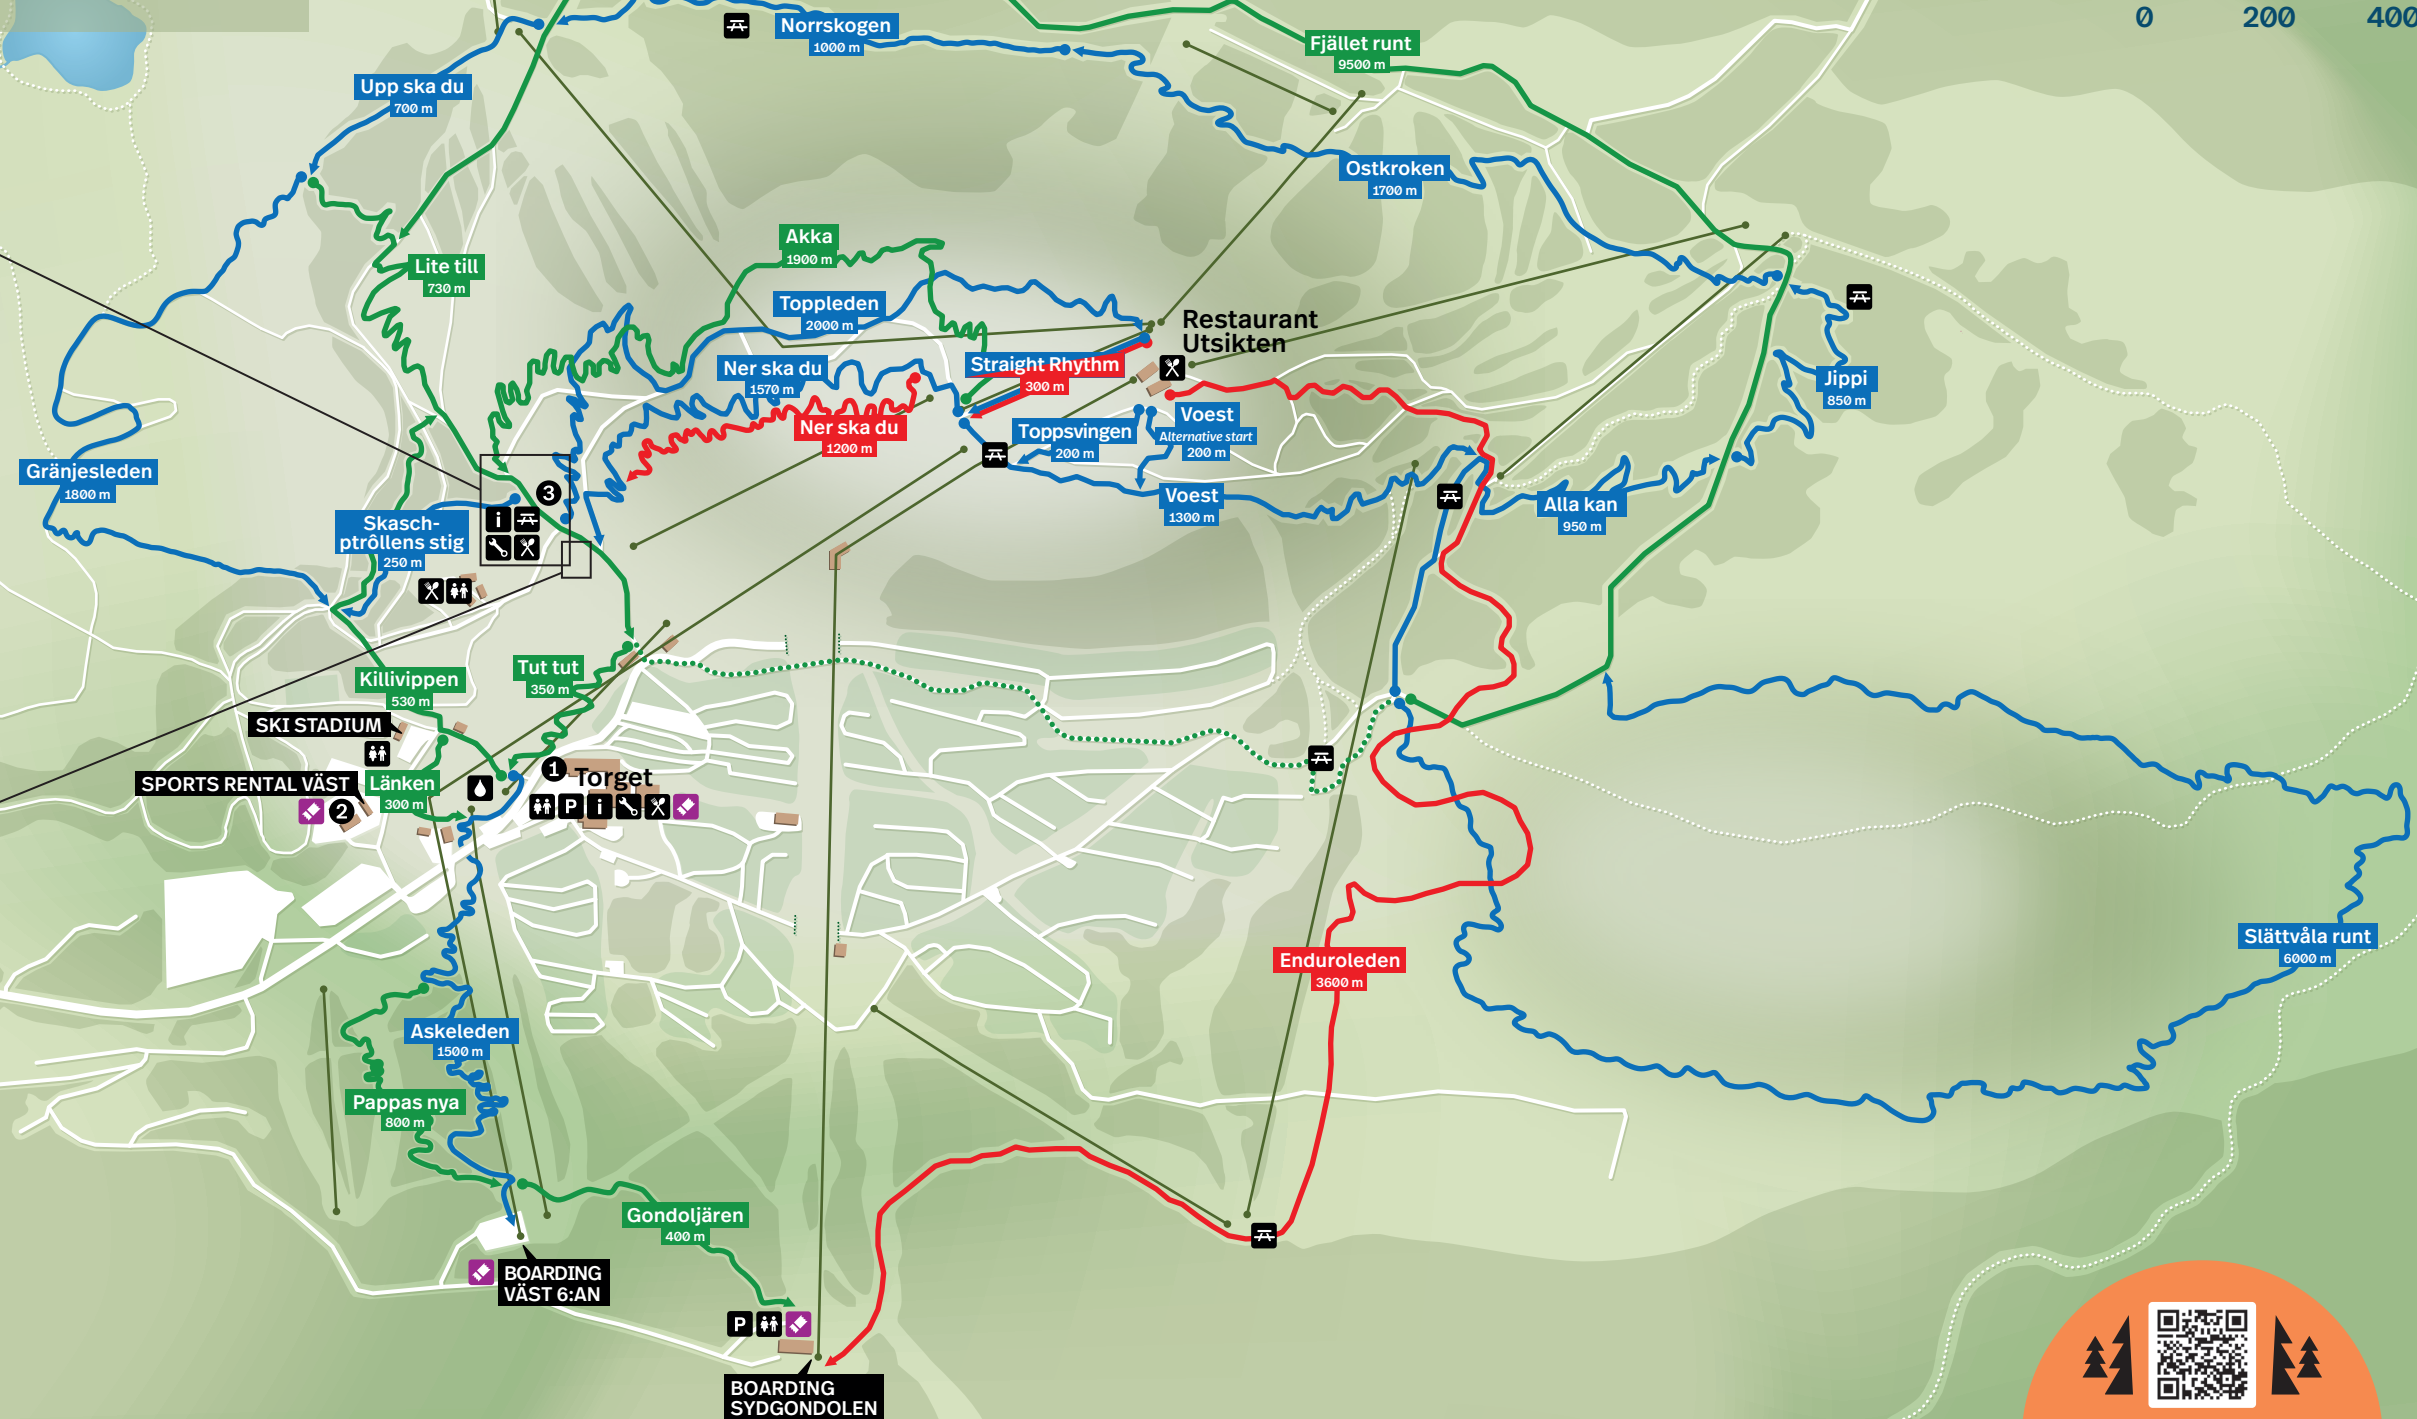 0 200 400
Norrskogen
1000 m
Fjället runt
9500 m
Upp ska du
700 m
Ostkroken
1700 m
Akka
1900 m
Lite till
730 m
Toppleden
2000 m
Restaurant
Utsikten
Ner ska du
1570 m
Straight Rhythm
300 m
Jippi
850 m
Voest
Alternative start
200 m
Toppsvingen
200 m
Ner ska du
1200 m
Gränjesleden
1800 m
3
i
Voest
1300 m
Alla kan
950 m
Skasch-
ptrôllens stig
250 m
Tut tut
350 m
Killivippen
530 m
SKI STADIUM
SPORTS RENTAL VÄST
2
Länken
300 m
1
Torget
P i
Slättvåla runt
6000 m
Enduroleden
3600 m
Askeleden
1500 m
Pappas nya
800 m
Gondoljären
400 m
BOARDING
VÄST 6:AN
P
BOARDING
SYDGONDOLEN